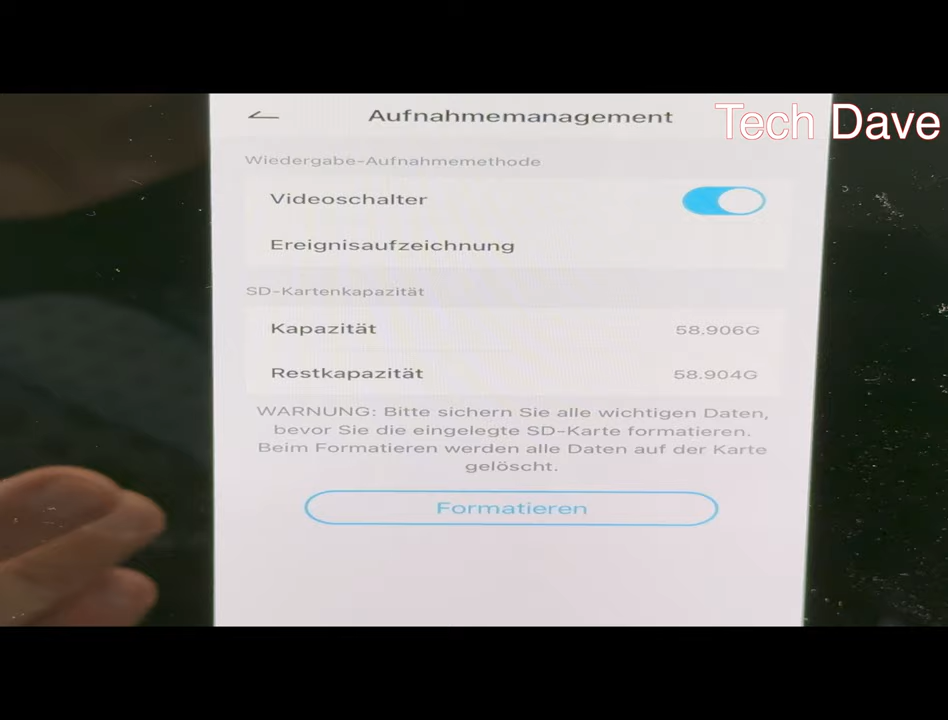 Aufnahmemanagement
Tech Dave
Wiedergabe-Aufnahmemethode
Videoschalter
Ereignisaufzeichnung
SD-Kartenkapazität
Kapazität 58.906G
Restkapazität 58.904G
WARNUNG: Bitte sichern Sie alle wichtigen Daten,
bevor Sie die eingelegte SD-Karte formatieren.
Beim Formatieren werden alle Daten auf der Karte
gelöscht.
Formatieren